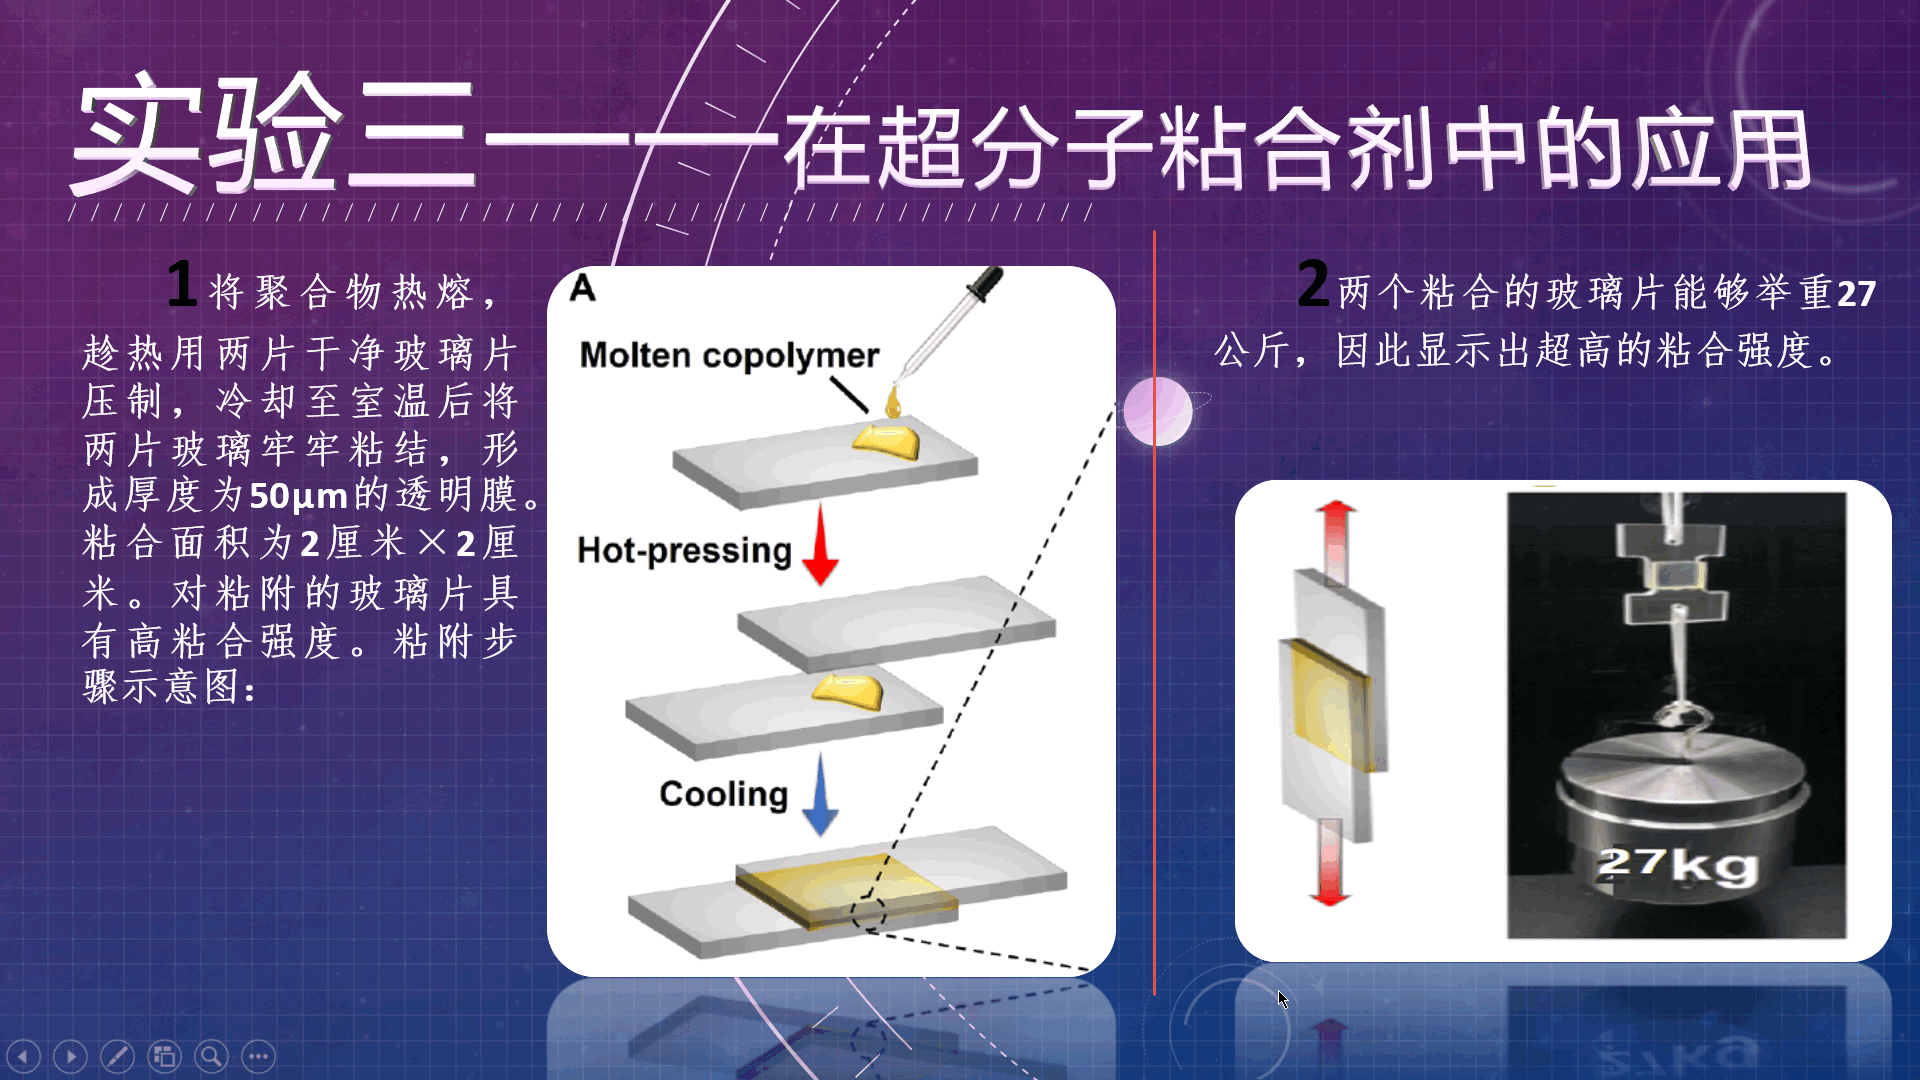 实验三——在超分子粘合剂中的应用
1将聚合物热熔，
趁热用两片干净玻璃片
压制，冷却至室温后将
两片玻璃牢牢粘结，形
成厚度为50μm的透明膜。
粘合面积为2厘米×2厘
米。对粘附的玻璃片具
有高粘合强度。粘附步
骤示意图：
A
Molten copolymer
Hot-pressing
Cooling
2两个粘合的玻璃片能够举重27
公斤，因此显示出超高的粘合强度。
27kg